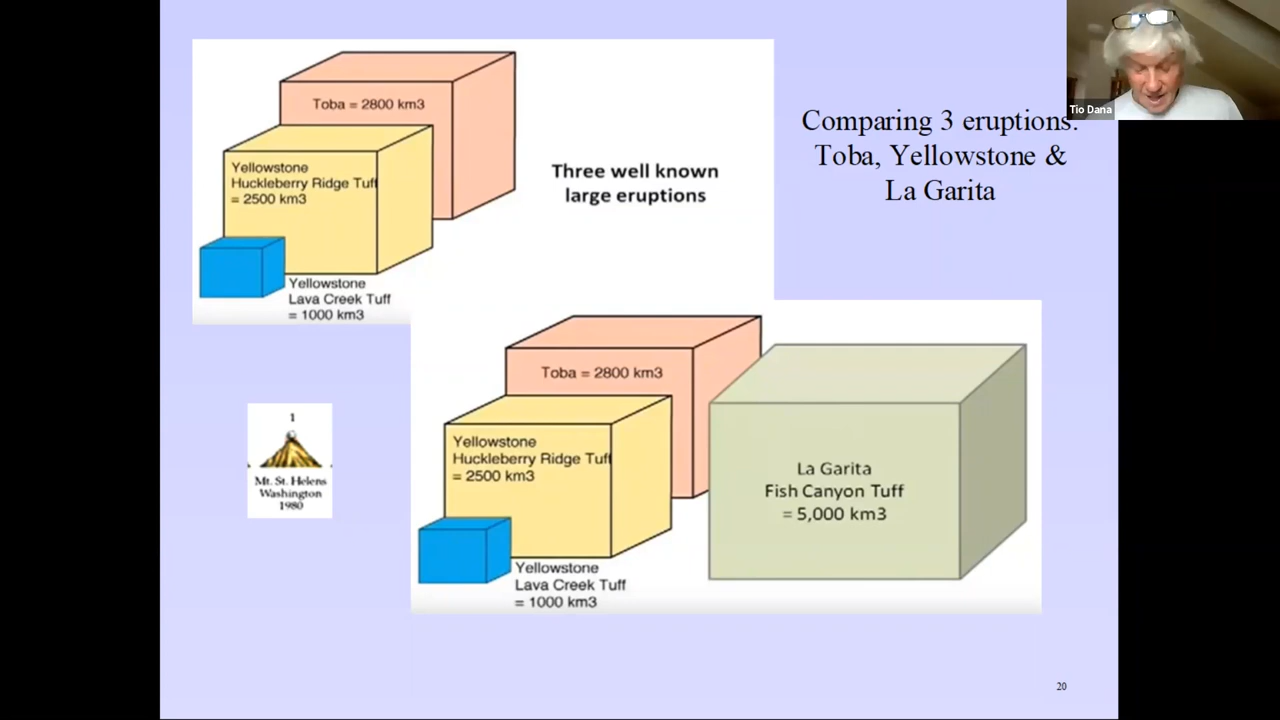 Comparing 3 eruptions:
Toba, Yellowstone &
La Garita
Toba = 2800 km3
Yellowstone
Huckleberry Ridge Tuff
= 2500 km3
Yellowstone
Lava Creek Tuff
= 1000 km3
Three well known
large eruptions
Toba = 2800 km3
Yellowstone
Huckleberry Ridge Tuff
= 2500 km3
Yellowstone
Lava Creek Tuff
= 1000 km3
La Garita
Fish Canyon Tuff
= 5,000 km3
1
Mt. St. Helens
Washington
1980
20
Tio Dana